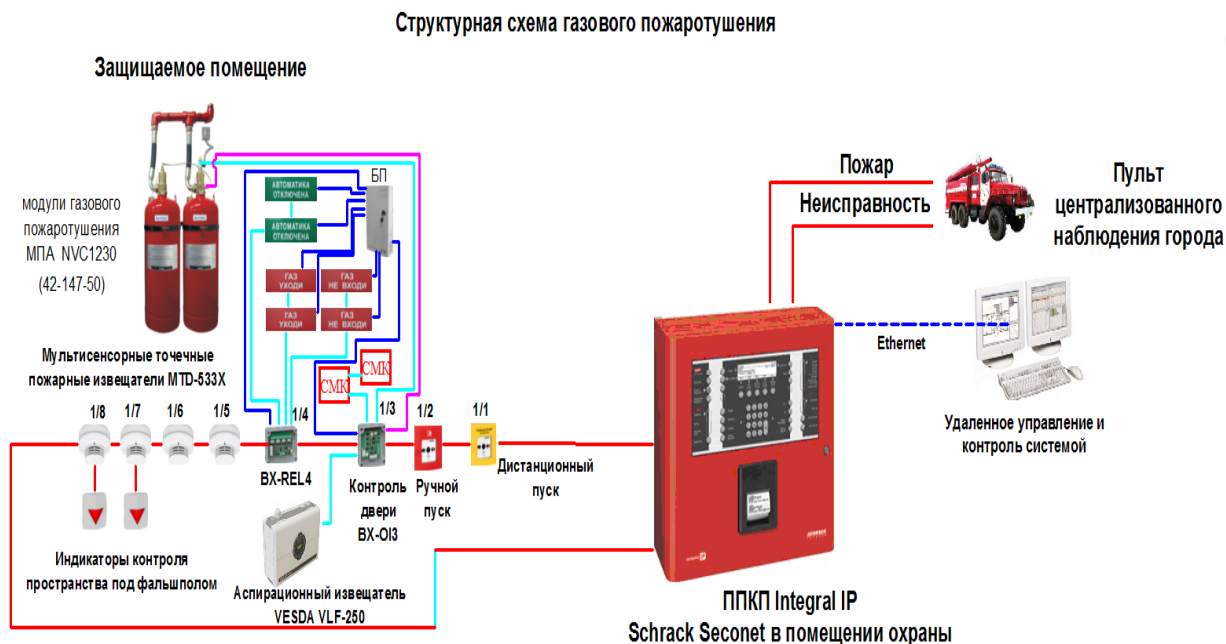 Структурная схема газового пожаротушения
Защищаемое помещение
модули газового
пожаротушения
МПА NVC1230
(42-147-50)
БП
АВТОМАТИКА
ОТКЛЮЧЕНА
АВТОМАТИКА
ОТКЛЮЧЕНА
ГАЗ
УХОДИ
ГАЗ
НЕ ВХОДИ
ГАЗ
УХОДИ
ГАЗ
НЕ ВХОДИ
СМК
СМК
Мультисенсорные точечные
пожарные извещатели MTD-533X
1/8
1/7
1/6
1/5
1/4
1/3
1/2
1/1
BX-REL4
Контроль
двери
BX-OI3
Ручной
пуск
Дистанционный
пуск
Индикаторы контроля
пространства под фальшполом
Аспирационный извещатель
VESDA VLF-250
Пожар
Неисправность
Пульт
централизованного
наблюдения города
Ethernet
Удаленное управление и
контроль системой
ППКП Integral IP
Schrack Seconet в помещении охраны